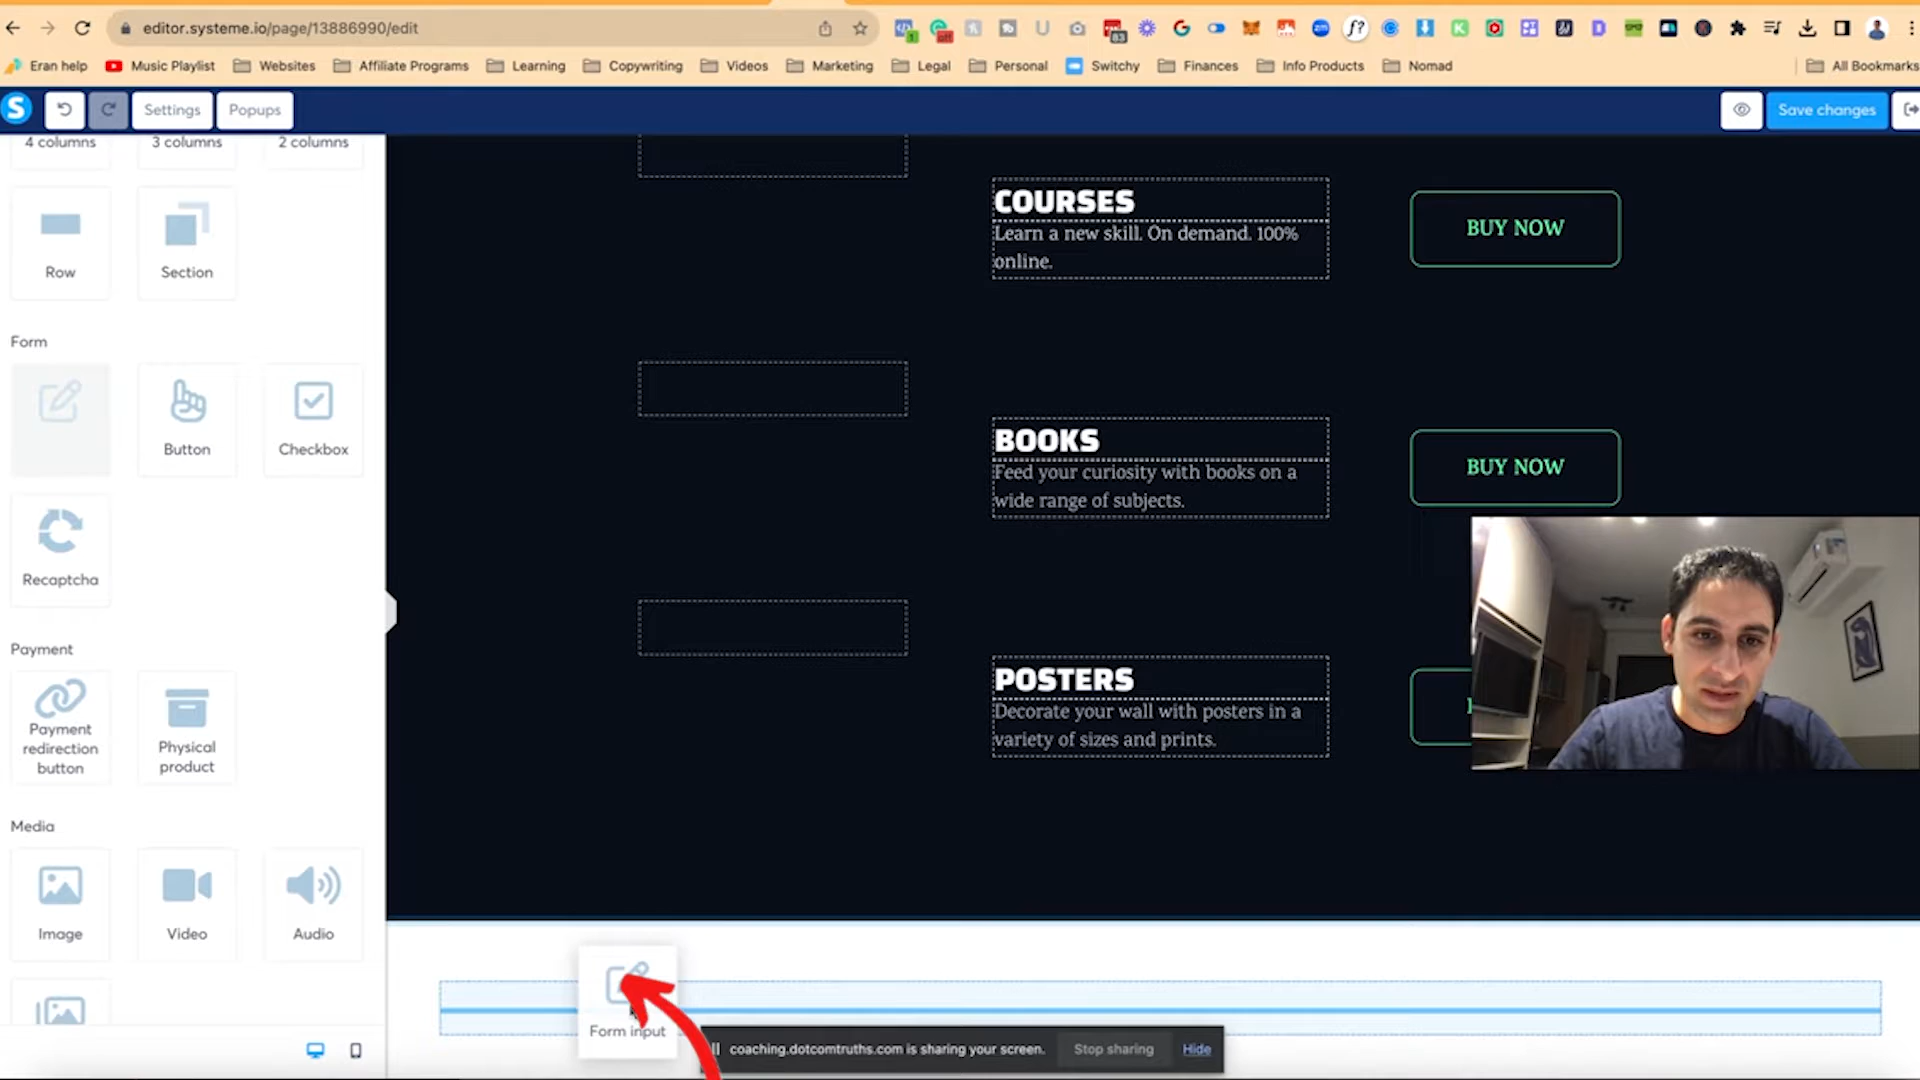 editor.systeme.io/page/13886990/edit
Eran help
Music Playlist
Websites
Affiliate Programs
Learning
Copywriting
Videos
Marketing
Legal
Personal
Switchy
Finances
Info Products
Nomad
All Bookmarks
S
Settings
Popups
Save changes
4 columns
3 columns
2 columns
Row
Section
Form
Button
Checkbox
Recaptcha
Payment
Payment
redirection
button
Physical
product
Media
Image
Video
Audio
COURSES
Learn a new skill. On demand. 100%
online.
BUY NOW
BOOKS
Feed your curiosity with books on a
wide range of subjects.
BUY NOW
POSTERS
Decorate your wall with posters in a
variety of sizes and prints.
Form input
coaching.dotcomtruths.com is sharing your screen.
Stop sharing
Hide